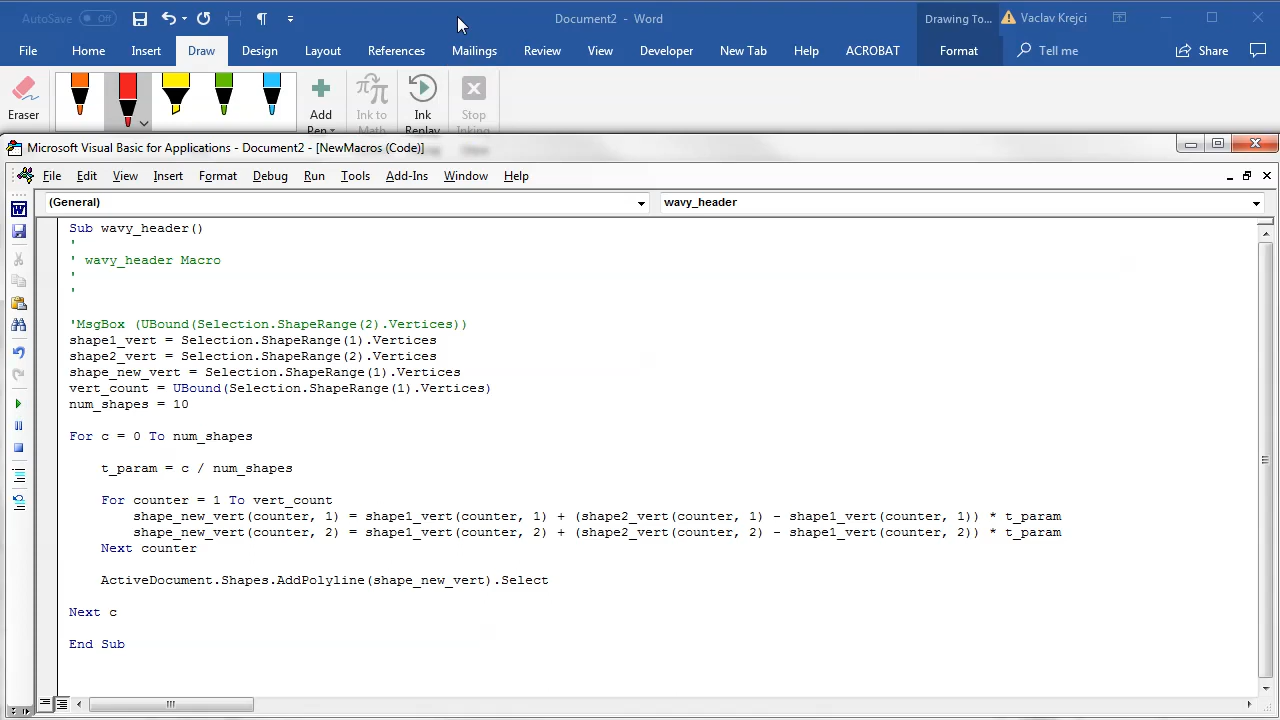 AutoSave Off Document2 - Word Drawing To... Vaclav Krejci
File Home Insert Draw Design Layout References Mailings Review View Developer New Tab Help ACROBAT Format Tell me Share
Eraser
Add
Pen
Ink to
Math
Ink
Replay
Stop
Inking
Microsoft Visual Basic for Applications - Document2 - [NewMacros (Code)]
File Edit View Insert Format Debug Run Tools Add-Ins Window Help
(General) wavy_header
Sub wavy_header()
'
' wavy_header Macro
'
'
'MsgBox (UBound(Selection.ShapeRange(2).Vertices))
shape1_vert = Selection.ShapeRange(1).Vertices
shape2_vert = Selection.ShapeRange(2).Vertices
shape_new_vert = Selection.ShapeRange(1).Vertices
vert_count = UBound(Selection.ShapeRange(1).Vertices)
num_shapes = 10
For c = 0 To num_shapes
t_param = c / num_shapes
For counter = 1 To vert_count
shape_new_vert(counter, 1) = shape1_vert(counter, 1) + (shape2_vert(counter, 1) - shape1_vert(counter, 1)) * t_param
shape_new_vert(counter, 2) = shape1_vert(counter, 2) + (shape2_vert(counter, 2) - shape1_vert(counter, 2)) * t_param
Next counter
ActiveDocument.Shapes.AddPolyline(shape_new_vert).Select
Next c
End Sub